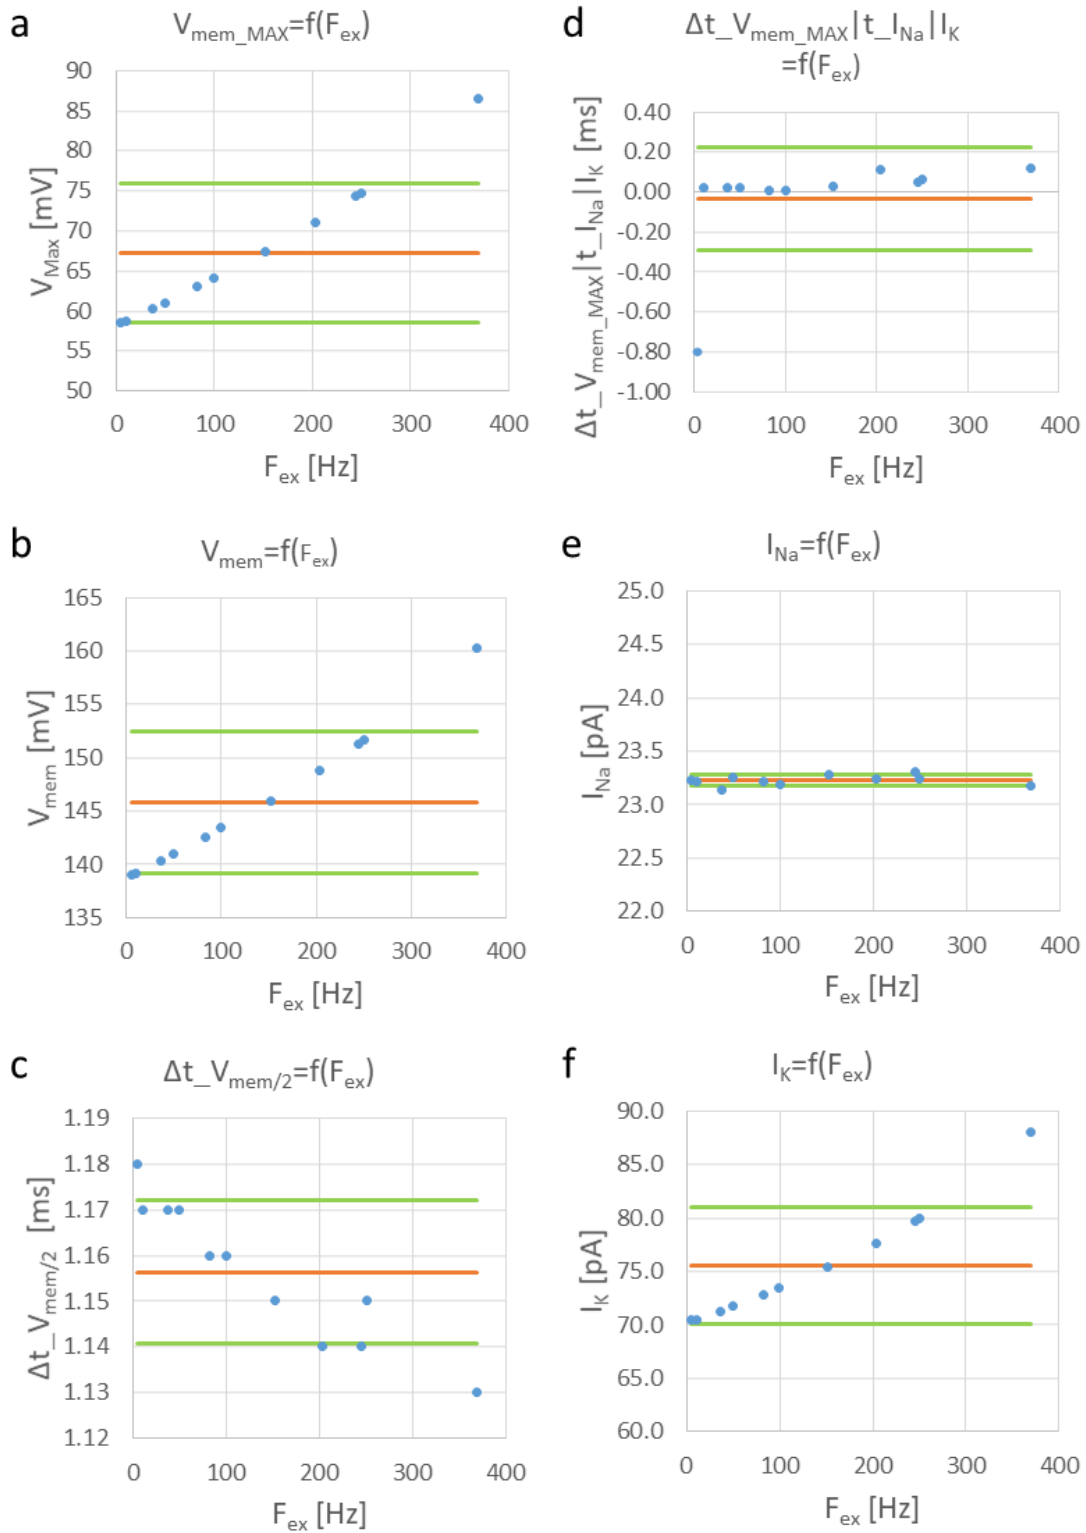 a
V_mem_MAX=f(F_ex)
90
85
80
75
70
65
60
55
50
V_Max [mV]
0 100 200 300 400
F_ex [Hz]
b
V_mem=f(F_ex)
165
160
155
150
145
140
135
V_mem [mV]
0 100 200 300 400
F_ex [Hz]
c
Δt_V_mem/2=f(F_ex)
1.19
1.18
1.17
1.16
1.15
1.14
1.13
1.12
Δt_V_mem/2 [ms]
0 100 200 300 400
F_ex [Hz]
d
Δt_V_mem_MAX|t_I_Na|I_K
=f(F_ex)
0.40
0.20
0.00
-0.20
-0.40
-0.60
-0.80
-1.00
Δt_V_mem_MAX|t_I_Na|I_K [ms]
0 100 200 300 400
F_ex [Hz]
e
I_Na=f(F_ex)
25.0
24.5
24.0
23.5
23.0
22.5
22.0
I_Na [pA]
0 100 200 300 400
F_ex [Hz]
f
I_K=f(F_ex)
90.0
85.0
80.0
75.0
70.0
65.0
60.0
I_K [pA]
0 100 200 300 400
F_ex [Hz]